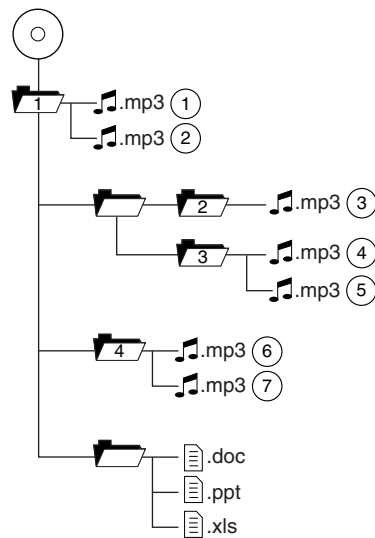 1 .mp3 1
.mp3 2
2 .mp3 3
3 .mp3 4
.mp3 5
4 .mp3 6
.mp3 7
.doc
.ppt
.xls